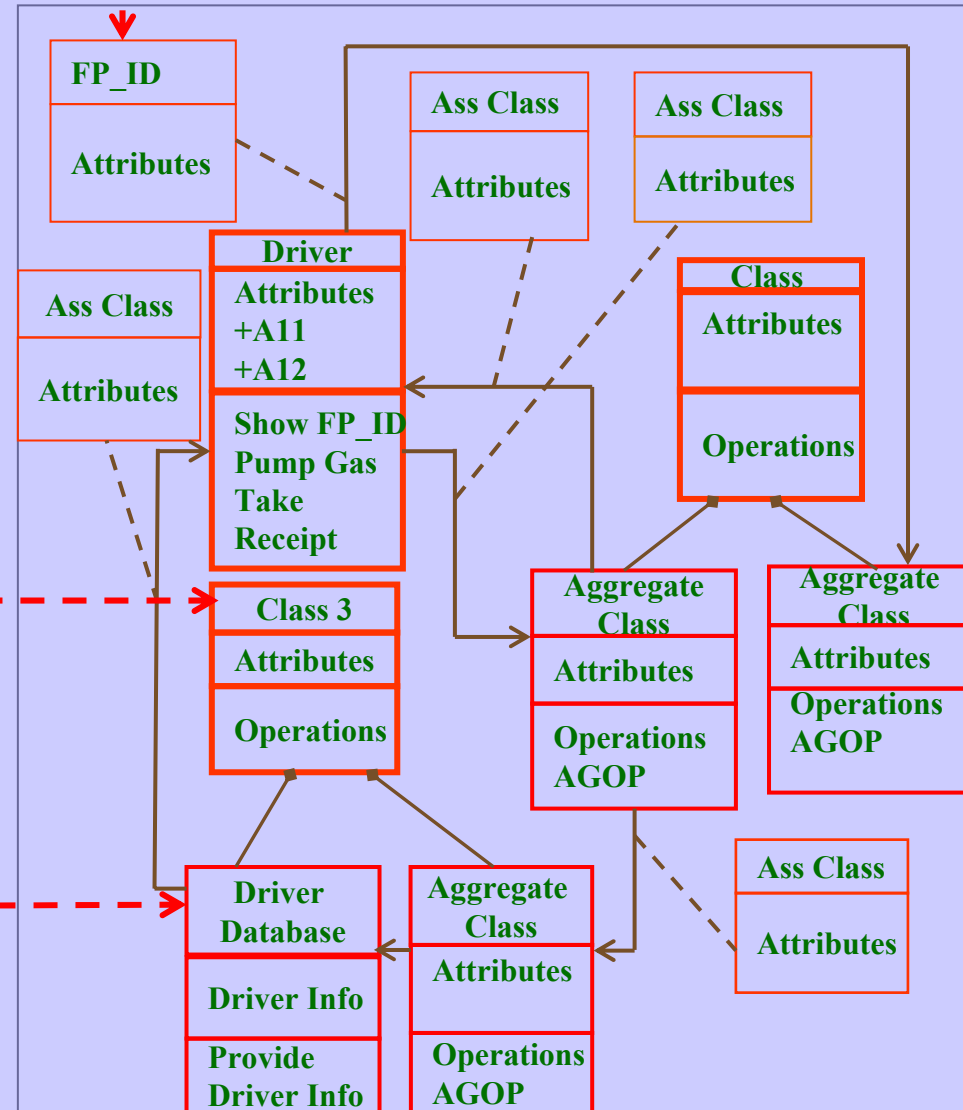 FP_ID
Attributes
Ass Class
Attributes
Ass Class
Attributes
Driver
Attributes
+A11
+A12
Show FP_ID
Pump Gas
Take
Receipt
Ass Class
Attributes
Class
Attributes
Operations
Class 3
Attributes
Operations
Aggregate
Class
Attributes
Operations
AGOP
Aggregate
Class
Attributes
Operations
AGOP
Driver
Database
Driver Info
Provide
Driver Info
Aggregate
Class
Attributes
Operations
AGOP
Ass Class
Attributes